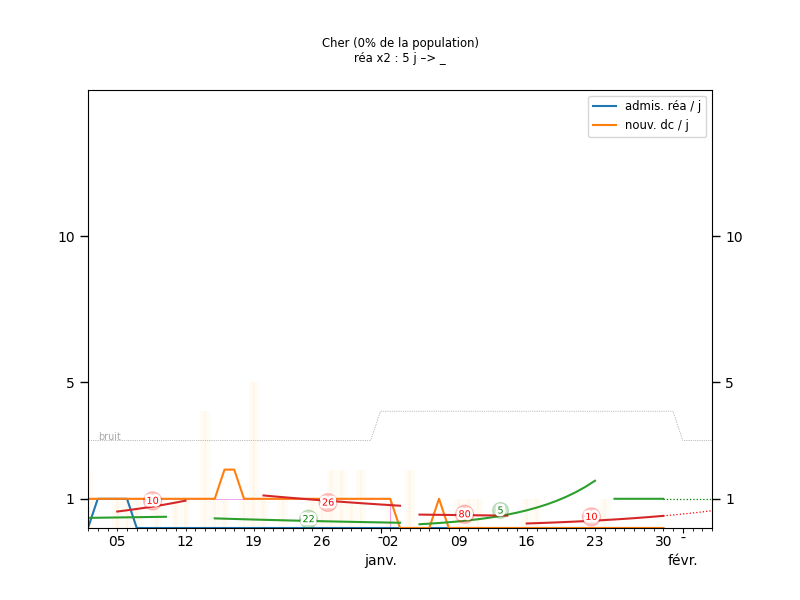 Cher (0% de la population)
réa x2 : 5 j –> _
admis. réa / j
nouv. dc / j
10 10
5 5
bruit
1 1
10 26 22 80 5 10
05 12 19 26 02 09 16 23 30
janv. févr.